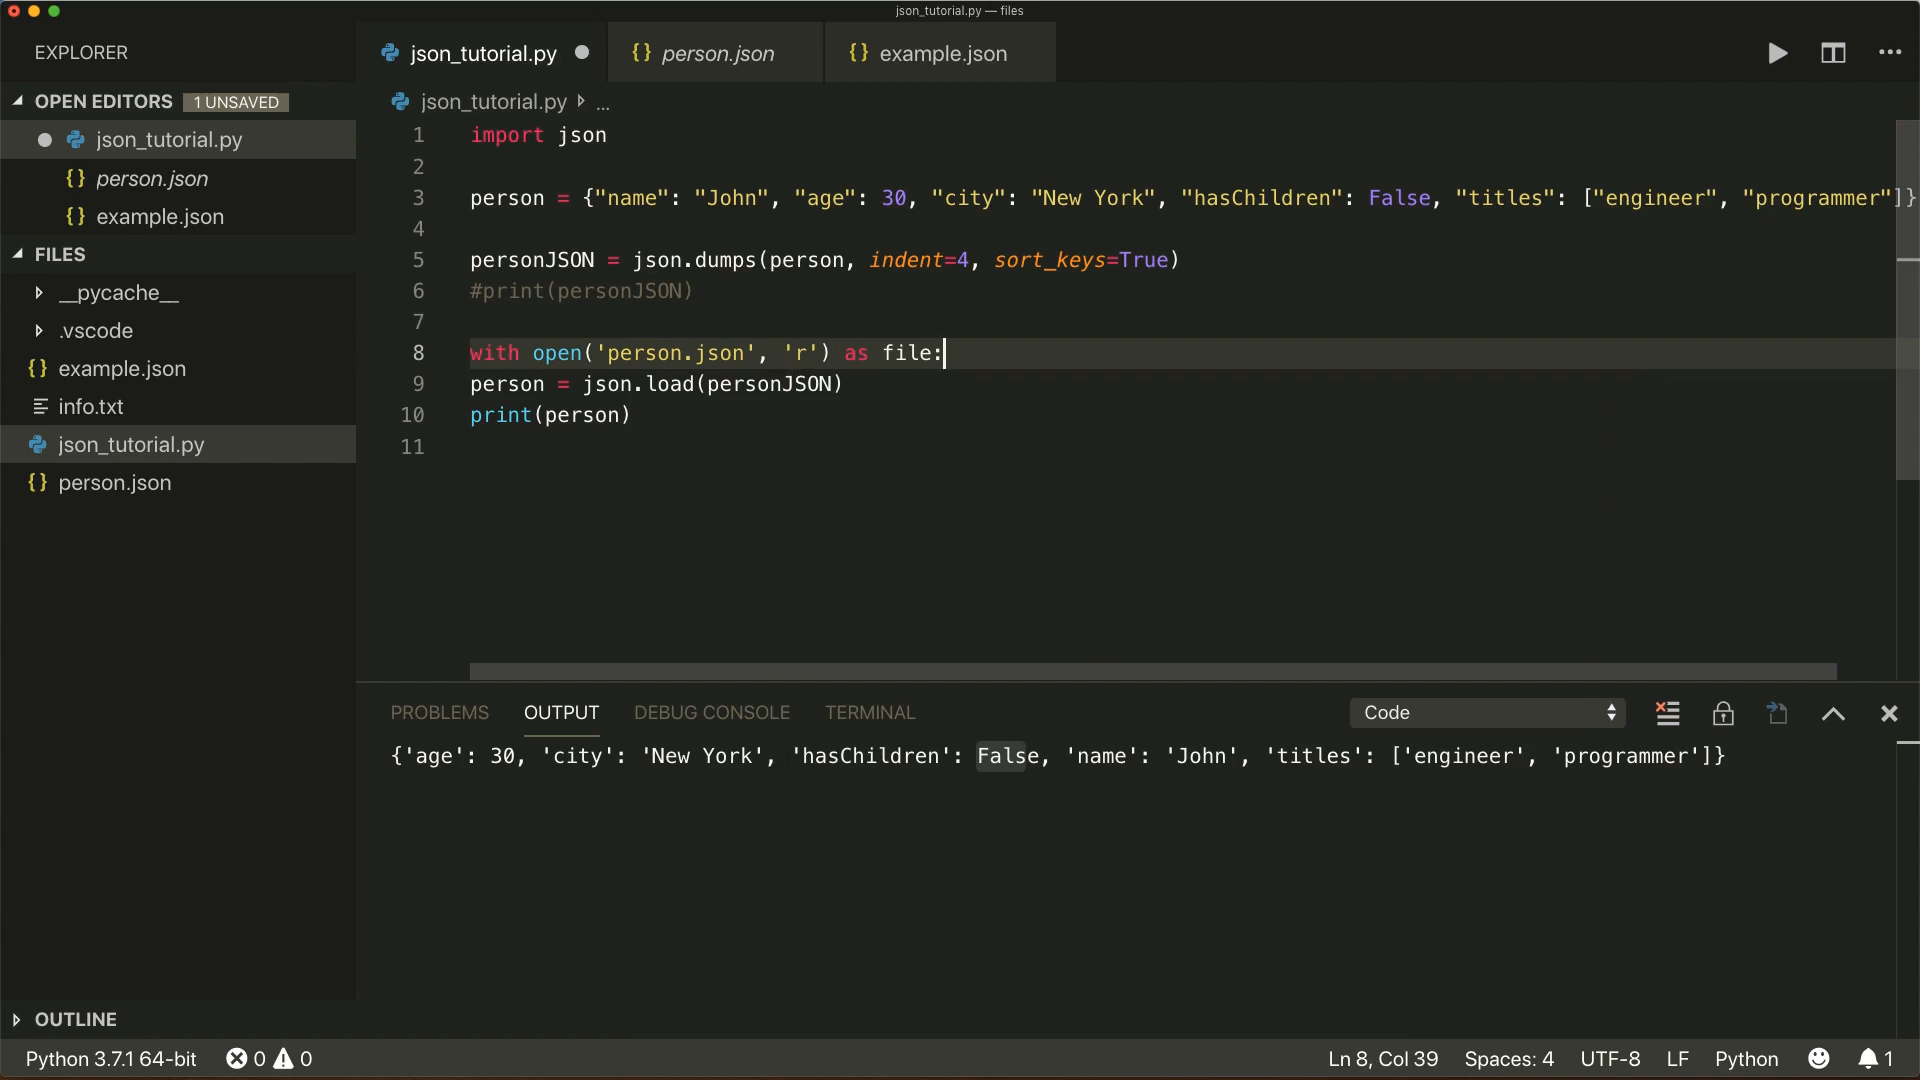 json_tutorial.py — files
EXPLORER
json_tutorial.py
person.json
example.json
OPEN EDITORS 1 UNSAVED
json_tutorial.py
person.json
example.json
FILES
__pycache__
.vscode
example.json
info.txt
json_tutorial.py
person.json
OUTLINE
json_tutorial.py ...
1 import json
2
3 person = {"name": "John", "age": 30, "city": "New York", "hasChildren": False, "titles": ["engineer", "programmer"]}
4
5 personJSON = json.dumps(person, indent=4, sort_keys=True)
6 #print(personJSON)
7
8 with open('person.json', 'r') as file:
9 person = json.load(personJSON)
10 print(person)
11
PROBLEMS OUTPUT DEBUG CONSOLE TERMINAL Code
{'age': 30, 'city': 'New York', 'hasChildren': False, 'name': 'John', 'titles': ['engineer', 'programmer']}
Python 3.7.1 64-bit 0 0 Ln 8, Col 39 Spaces: 4 UTF-8 LF Python 1